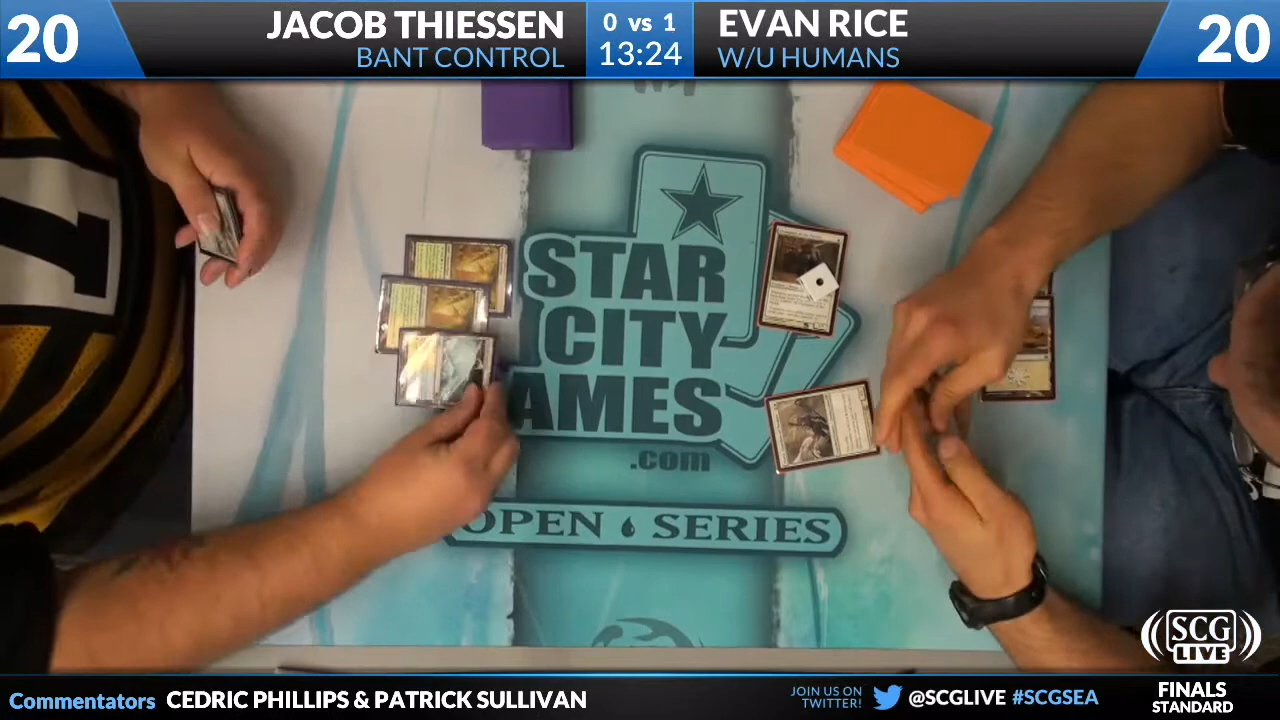 20
JACOB THIESSEN
BANT CONTROL
0 vs 1
13:24
EVAN RICE
W/U HUMANS
20
STAR
CITY
GAMES
.com
OPEN SERIES
SCG
LIVE
Commentators CEDRIC PHILLIPS & PATRICK SULLIVAN
JOIN US ON
TWITTER!
@SCGLIVE #SCGSEA
FINALS
STANDARD